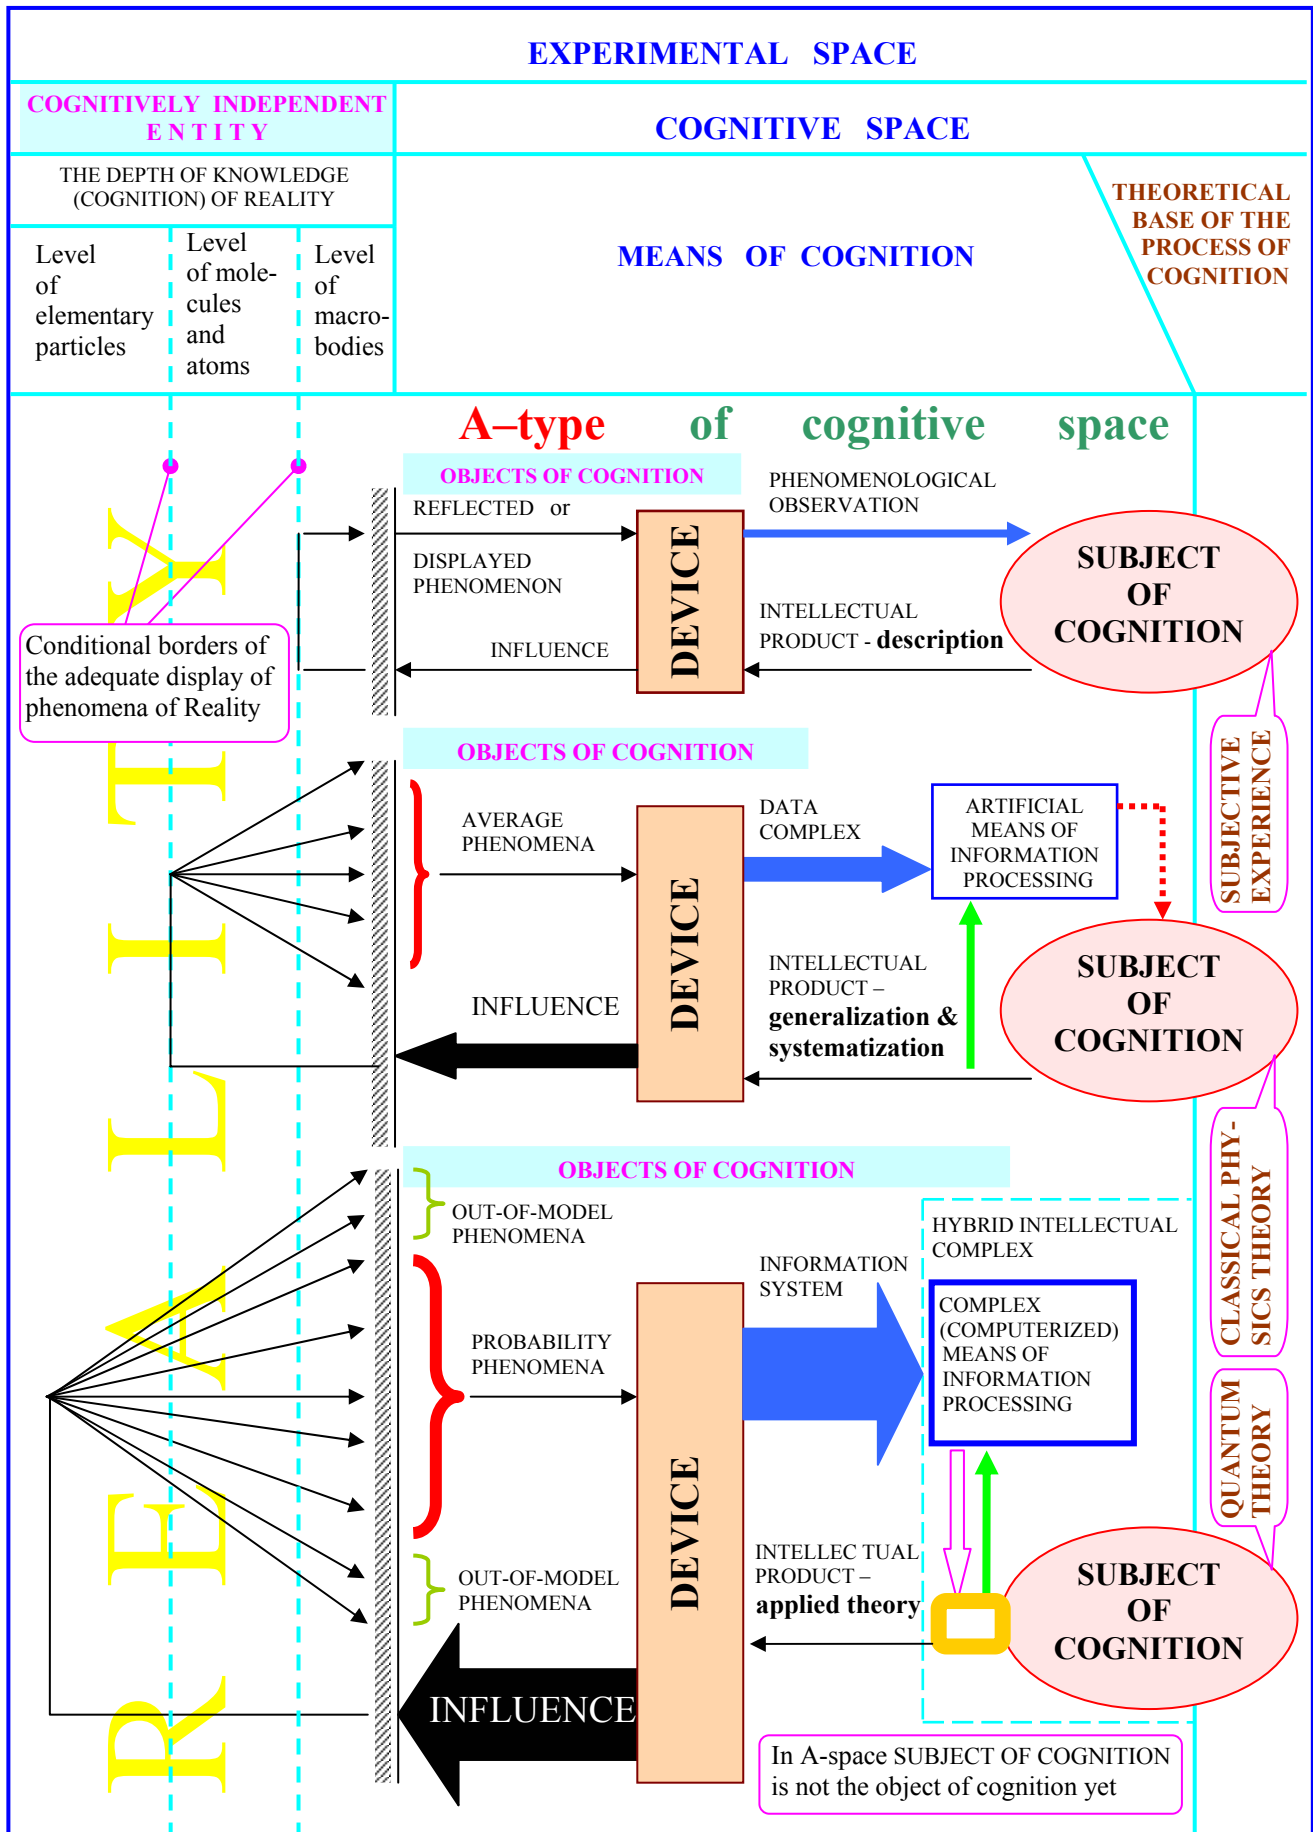 EXPERIMENTAL SPACE
COGNITIVELY INDEPENDENT
E N T I T Y
COGNITIVE SPACE
THE DEPTH OF KNOWLEDGE
(COGNITION) OF REALITY
MEANS OF COGNITION
THEORETICAL
BASE OF THE
PROCESS OF
COGNITION
Level
of
elementary
particles
Level
of mole-
cules
and
atoms
Level
of
macro-
bodies
REALITY
A–type of cognitive space
OBJECTS OF COGNITION
REFLECTED or
DISPLAYED
PHENOMENON
INFLUENCE
DEVICE
PHENOMENOLOGICAL
OBSERVATION
INTELLECTUAL
PRODUCT - description
SUBJECT
OF
COGNITION
Conditional borders of
the adequate display of
phenomena of Reality
SUBJECTIVE
EXPERIENCE
OBJECTS OF COGNITION
AVERAGE
PHENOMENA
INFLUENCE
DEVICE
DATA
COMPLEX
ARTIFICIAL
MEANS OF
INFORMATION
PROCESSING
INTELLECTUAL
PRODUCT –
generalization &
systematization
SUBJECT
OF
COGNITION
CLASSICAL PHY-
SICS THEORY
OBJECTS OF COGNITION
OUT-OF-MODEL
PHENOMENA
PROBABILITY
PHENOMENA
OUT-OF-MODEL
PHENOMENA
INFLUENCE
DEVICE
INFORMATION
SYSTEM
HYBRID INTELLECTUAL
COMPLEX
COMPLEX
(COMPUTERIZED)
MEANS OF
INFORMATION
PROCESSING
INTELLEC TUAL
PRODUCT –
applied theory
SUBJECT
OF
COGNITION
QUANTUM
THEORY
In A-space SUBJECT OF COGNITION
is not the object of cognition yet